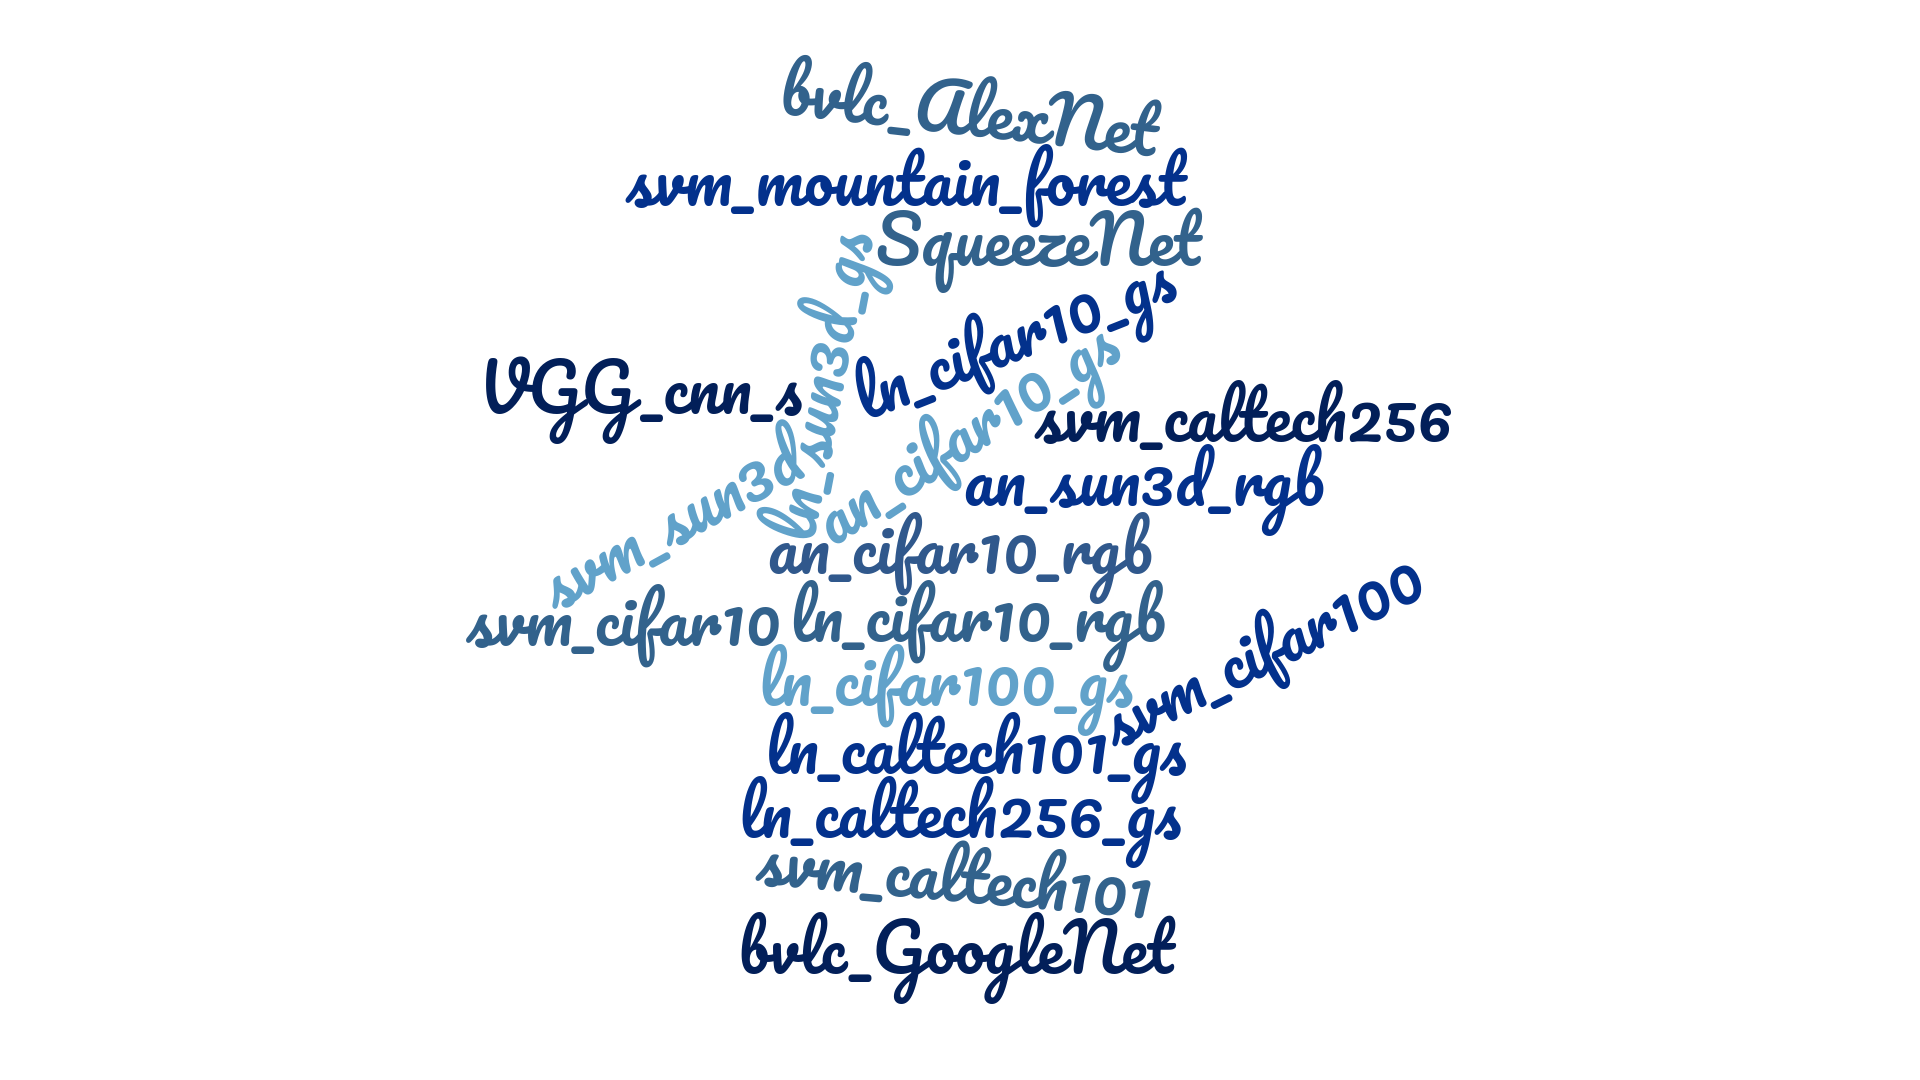 bvlc_AlexNet
svm_mountain_forest
SqueezeNet
ln_sun3d_gs
ln_cifar10_gs
an_cifar10_gs
VGG_cnn_s
svm_caltech256
svm_sun3d
an_sun3d_rgb
an_cifar10_rgb
svm_cifar10
ln_cifar10_rgb
svm_cifar100
ln_cifar100_gs
ln_caltech101_gs
ln_caltech256_gs
svm_caltech101
bvlc_GoogleNet